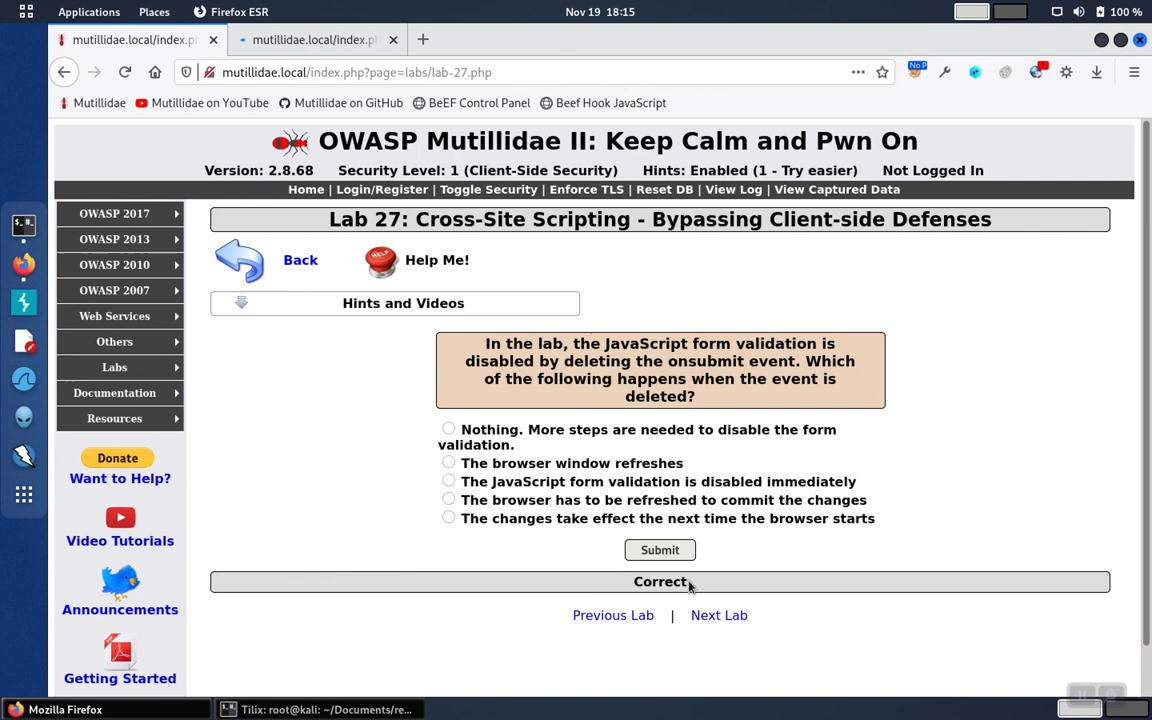 Applications Places Firefox ESR Nov 19 18:15 100 %
mutillidae.local/index.p mutillidae.local/index.p
mutillidae.local/index.php?page=labs/lab-27.php
No P
Mutillidae Mutillidae on YouTube Mutillidae on GitHub BeEF Control Panel Beef Hook JavaScript
OWASP Mutillidae II: Keep Calm and Pwn On
Version: 2.8.68 Security Level: 1 (Client-Side Security) Hints: Enabled (1 - Try easier) Not Logged In
Home | Login/Register | Toggle Security | Enforce TLS | Reset DB | View Log | View Captured Data
OWASP 2017
OWASP 2013
OWASP 2010
OWASP 2007
Web Services
Others
Labs
Documentation
Resources
Donate
Want to Help?
Video Tutorials
Announcements
Getting Started
Lab 27: Cross-Site Scripting - Bypassing Client-side Defenses
Back HELP Help Me!
Hints and Videos
In the lab, the JavaScript form validation is
disabled by deleting the onsubmit event. Which
of the following happens when the event is
deleted?
Nothing. More steps are needed to disable the form
validation.
The browser window refreshes
The JavaScript form validation is disabled immediately
The browser has to be refreshed to commit the changes
The changes take effect the next time the browser starts
Submit
Correct
Previous Lab | Next Lab
Mozilla Firefox Tilix: root@kali: ~/Documents/re...